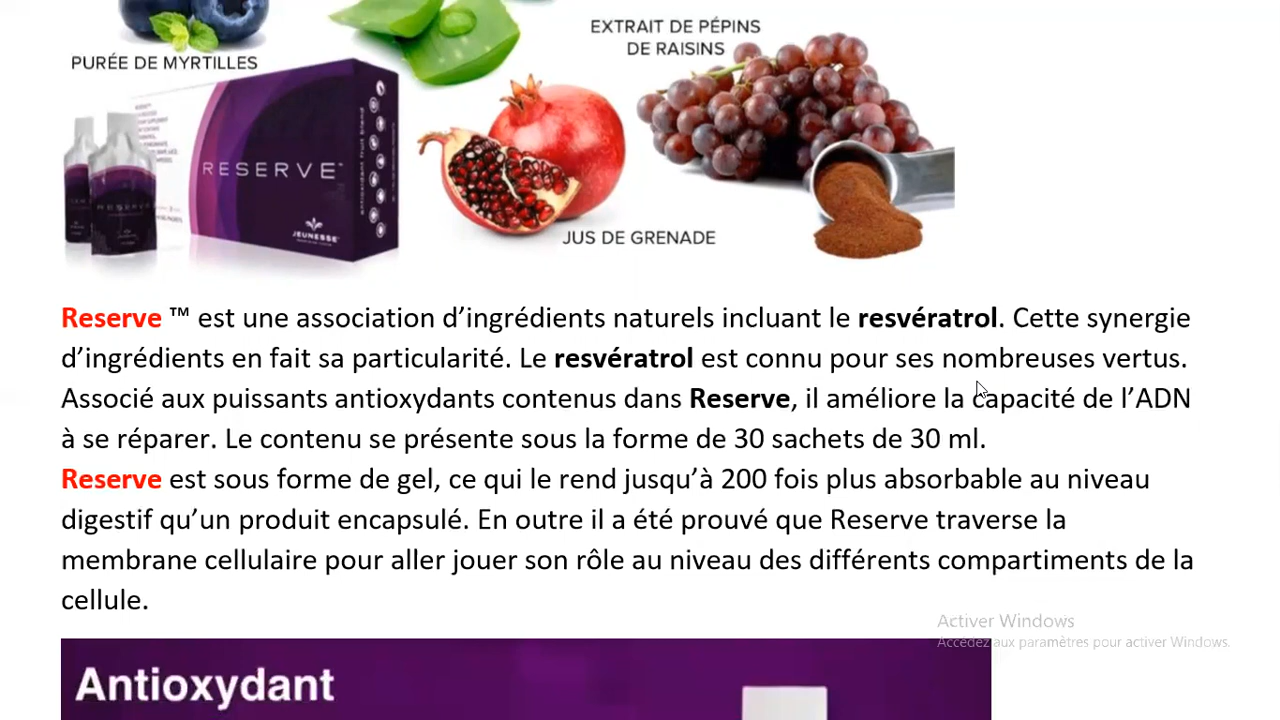 EXTRAIT DE PÉPINS
DE RAISINS
PURÉE DE MYRTILLES
RESERVE™
antioxidant fruit blend
JEUNESSE
RESERVE
JUS DE GRENADE
Reserve ™ est une association d’ingrédients naturels incluant le resvératrol. Cette synergie
d’ingrédients en fait sa particularité. Le resvératrol est connu pour ses nombreuses vertus.
Associé aux puissants antioxydants contenus dans Reserve, il améliore la capacité de l’ADN
à se réparer. Le contenu se présente sous la forme de 30 sachets de 30 ml.
Reserve est sous forme de gel, ce qui le rend jusqu’à 200 fois plus absorbable au niveau
digestif qu’un produit encapsulé. En outre il a été prouvé que Reserve traverse la
membrane cellulaire pour aller jouer son rôle au niveau des différents compartiments de la
cellule.
Activer Windows
Accédez aux paramètres pour activer Windows.
Antioxydant